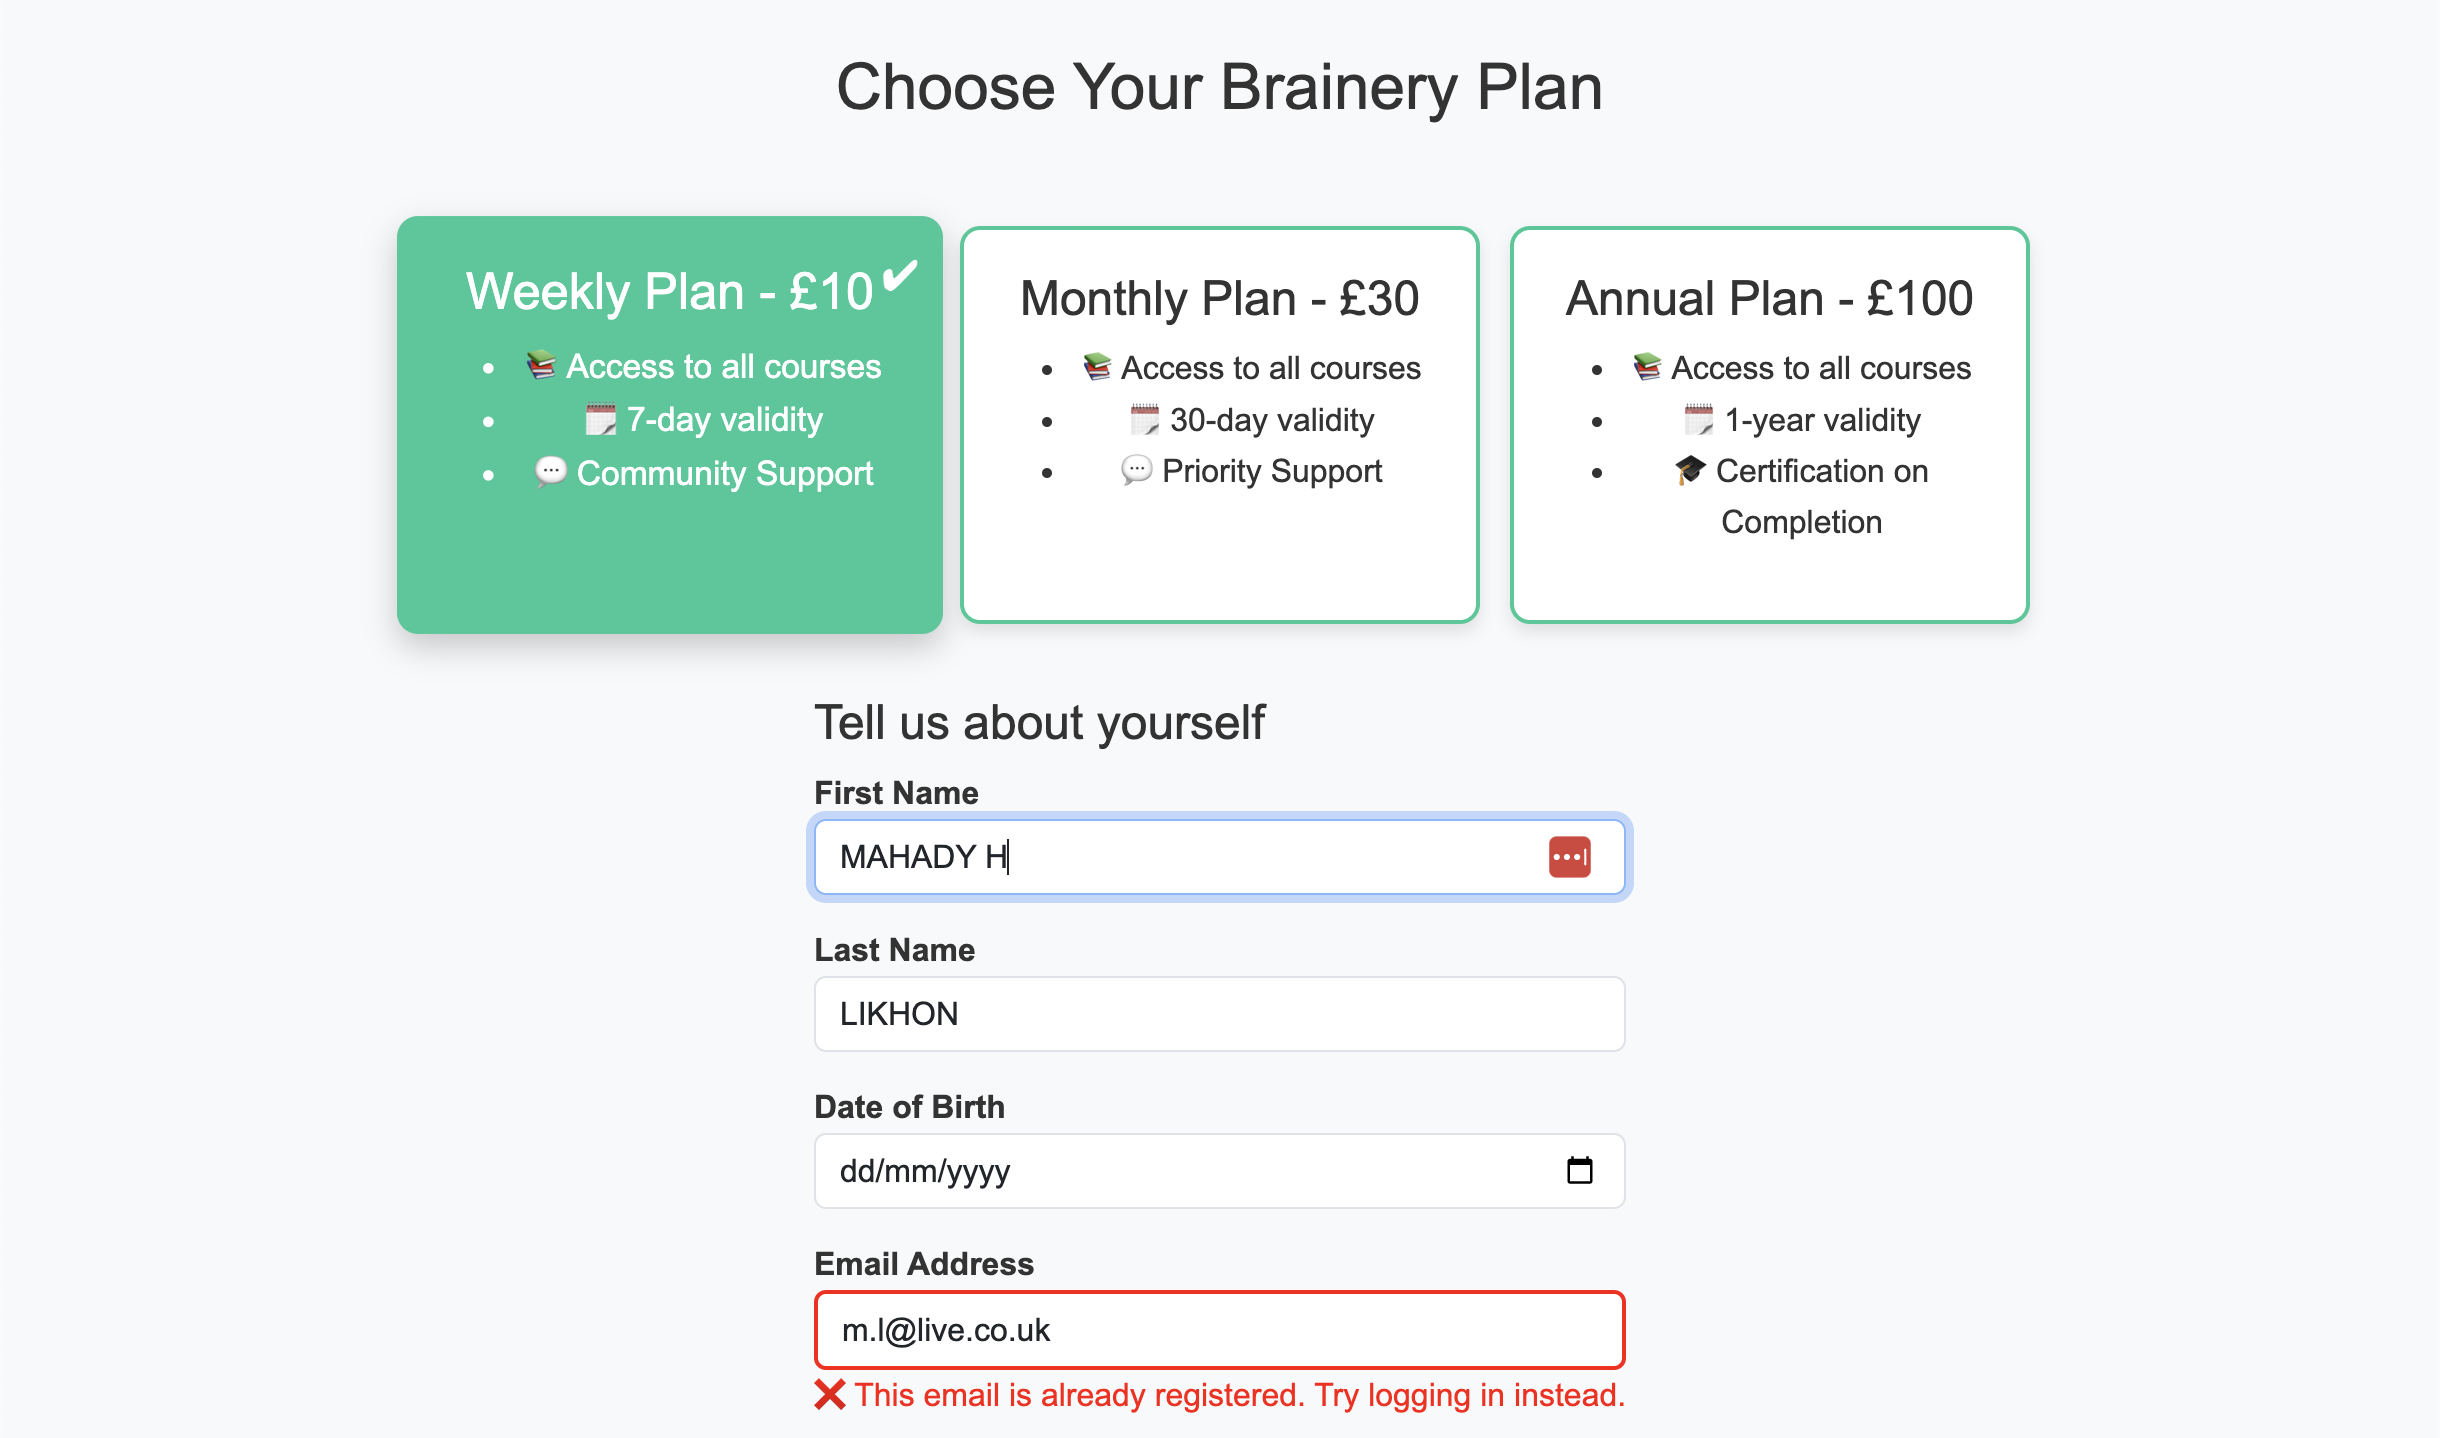 Choose Your Brainery Plan
Weekly Plan - £10 ✔
• 📚 Access to all courses
• 🗓️ 7-day validity
• 💬 Community Support
Monthly Plan - £30
• 📚 Access to all courses
• 🗓️ 30-day validity
• 💬 Priority Support
Annual Plan - £100
• 📚 Access to all courses
• 🗓️ 1-year validity
• 🎓 Certification on
Completion
Tell us about yourself
First Name
MAHADY H
Last Name
LIKHON
Date of Birth
dd/mm/yyyy
Email Address
m.l@live.co.uk
❌ This email is already registered. Try logging in instead.